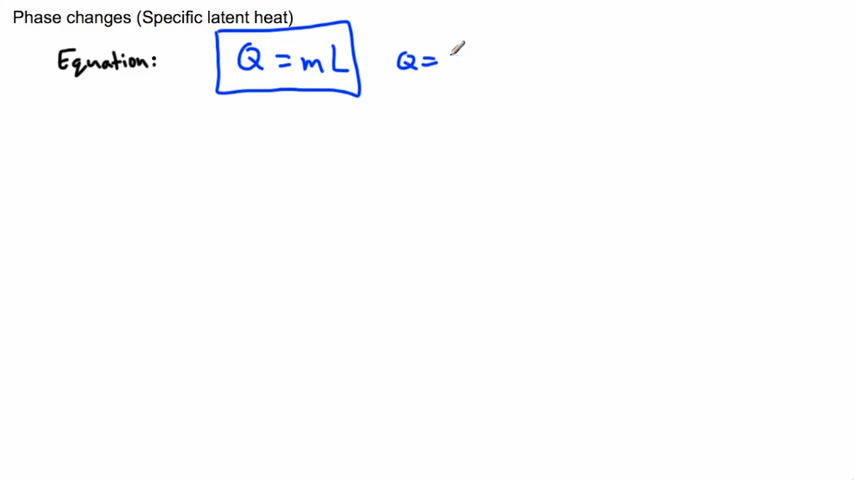 Phase changes (Specific latent heat)
Equation: Q = mL Q =